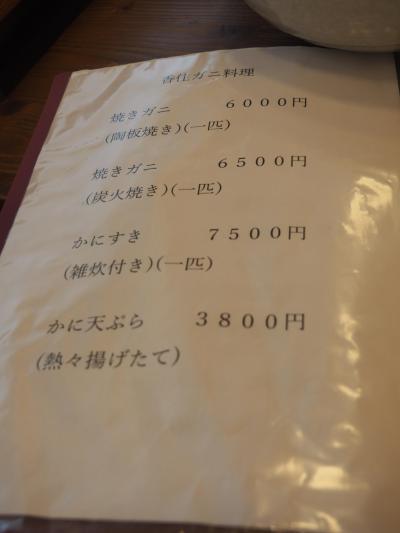 香住ガニ料理
焼きガニ 6000円
(陶板焼き)(一匹)
焼きガニ 6500円
(炭火焼き)(一匹)
かにすき 7500円
(雑炊付き)(一匹)
かに天ぷら 3800円
(熱々揚げたて)